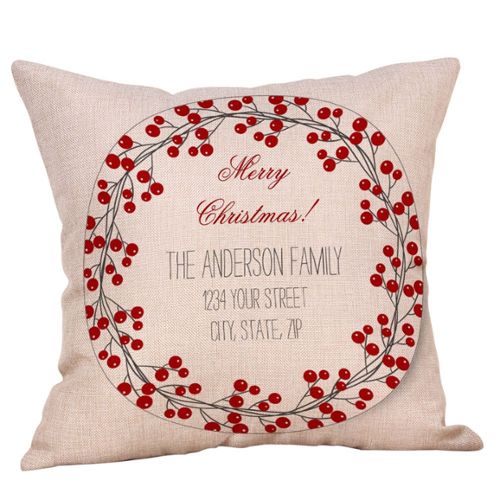 Merry
Christmas!
THE ANDERSON FAMILY
1234 YOUR STREET
CITY, STATE, ZIP